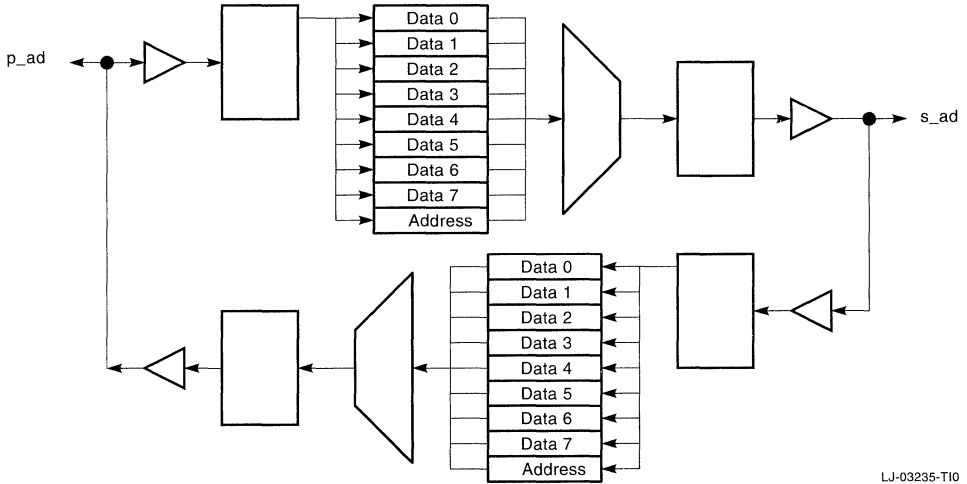 p_ad
Data 0
Data 1
Data 2
Data 3
Data 4
Data 5
Data 6
Data 7
Address
s_ad
Data 0
Data 1
Data 2
Data 3
Data 4
Data 5
Data 6
Data 7
Address
LJ-03235-TI0